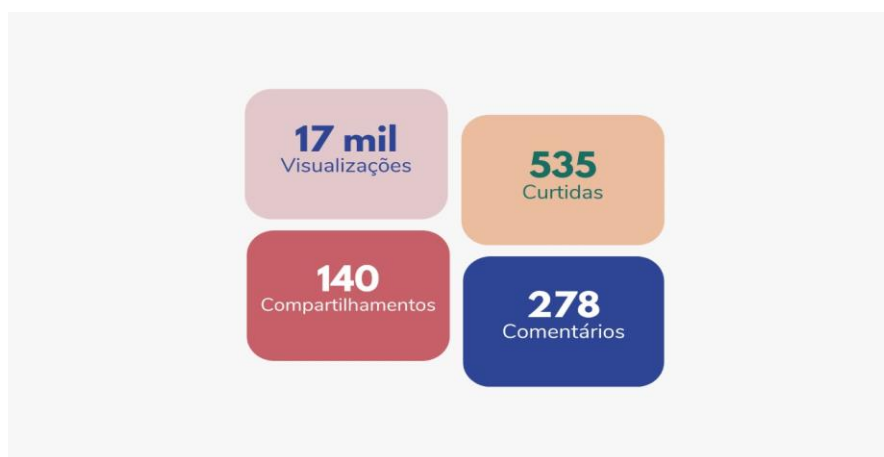 17 mil
Visualizações
535
Curtidas
140
Compartilhamentos
278
Comentários